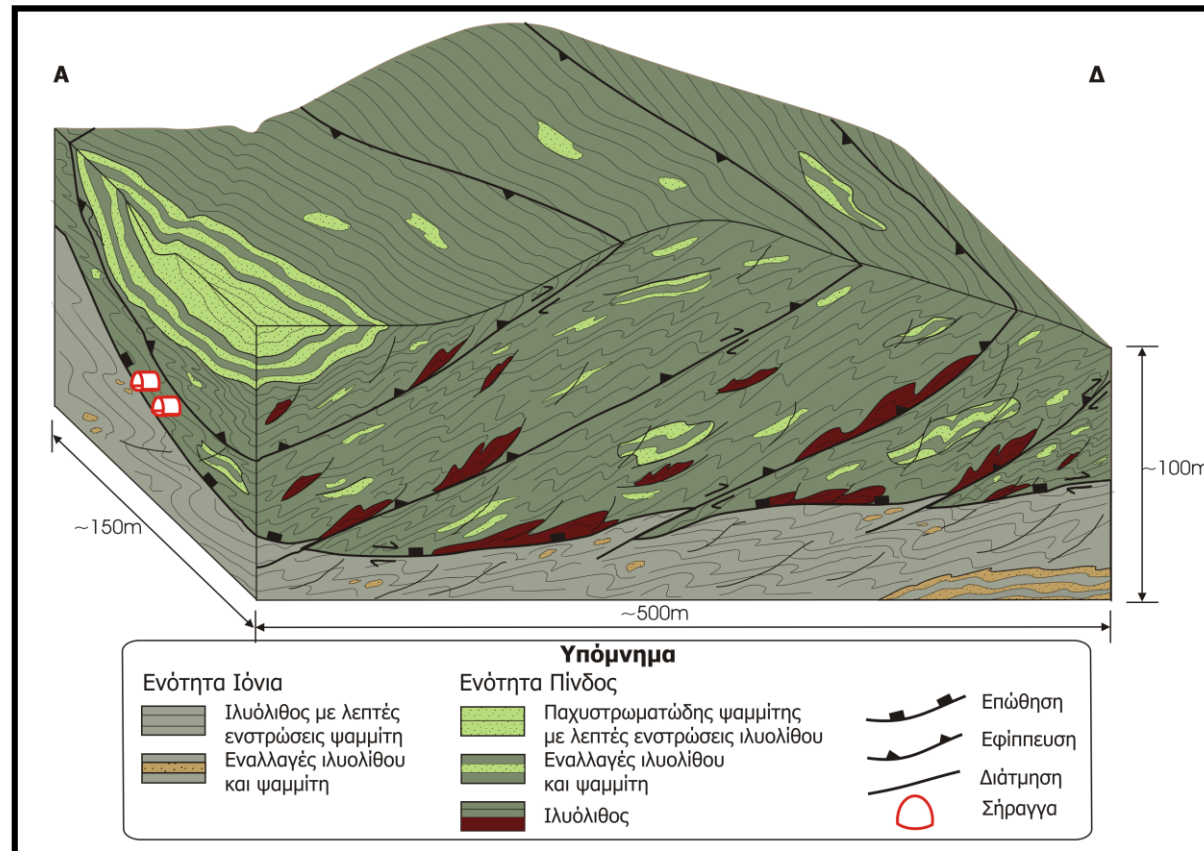 Α
Δ
~100m
~150m
~500m
Υπόμνημα
Ενότητα Ιόνια
Ιλυόλιθος με λεπτές
ενστρώσεις ψαμμίτη
Εναλλαγές ιλυολίθου
και ψαμμίτη
Ενότητα Πίνδος
Παχυστρωματώδης ψαμμίτης
με λεπτές ενστρώσεις ιλυολίθου
Εναλλαγές ιλυολίθου
και ψαμμίτη
Ιλυόλιθος
Επώθηση
Εφίππευση
Διάτμηση
Σήραγγα